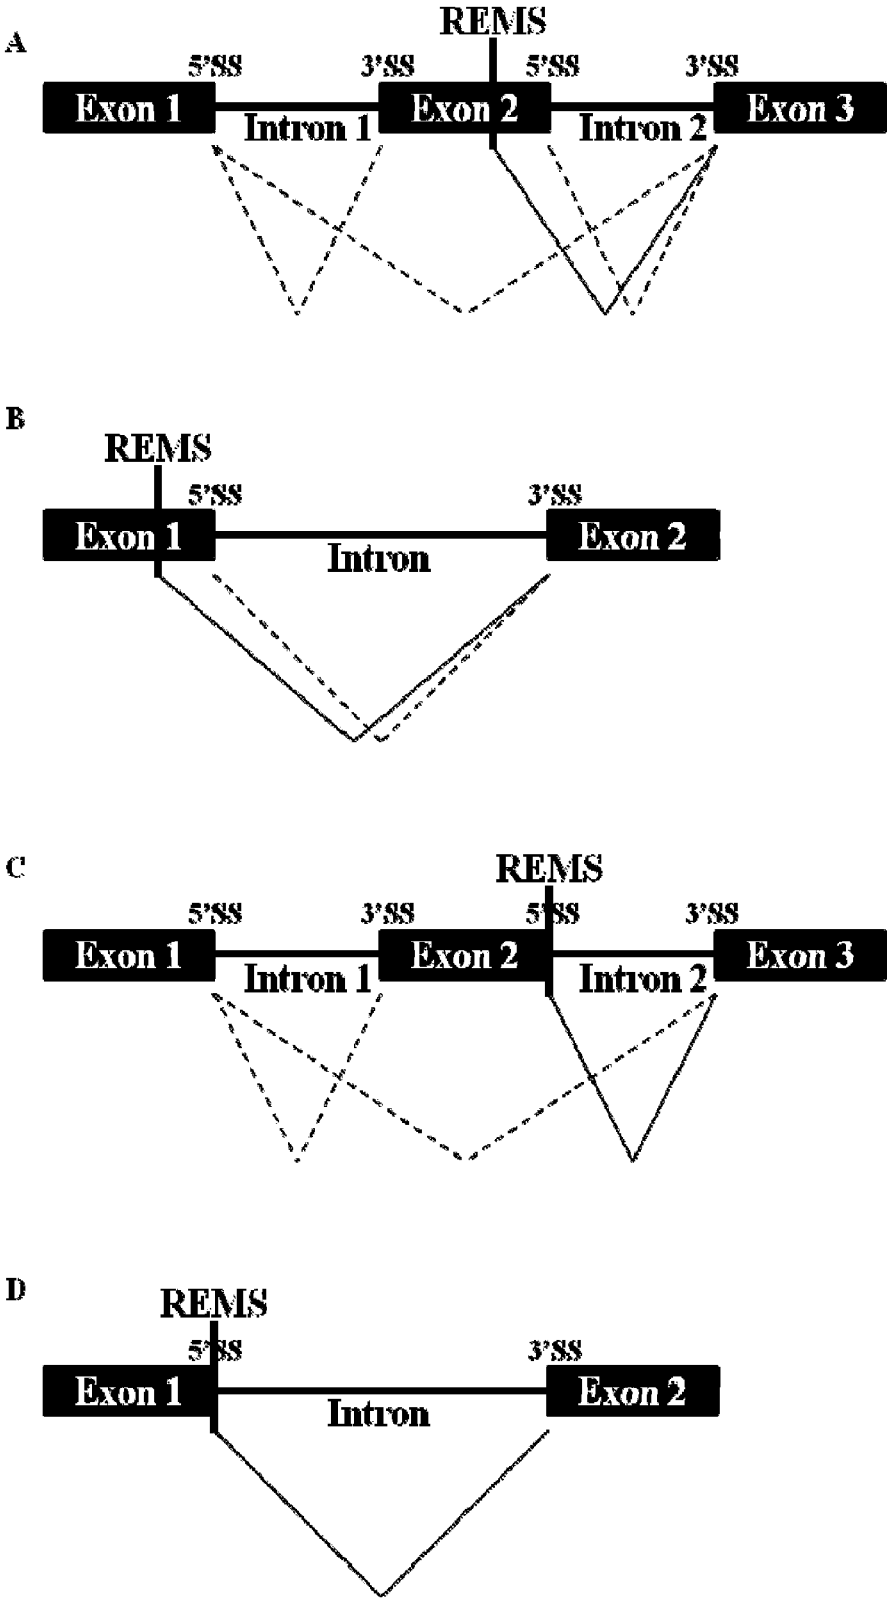 A
REMS
5'SS 3'SS 5'SS 3'SS
Exon 1 Exon 2 Exon 3
Intron 1 Intron 2
B
REMS
5'SS 3'SS
Exon 1 Exon 2
Intron
C
REMS
5'SS 3'SS 5'SS 3'SS
Exon 1 Exon 2 Exon 3
Intron 1 Intron 2
D
REMS
5'SS 3'SS
Exon 1 Exon 2
Intron